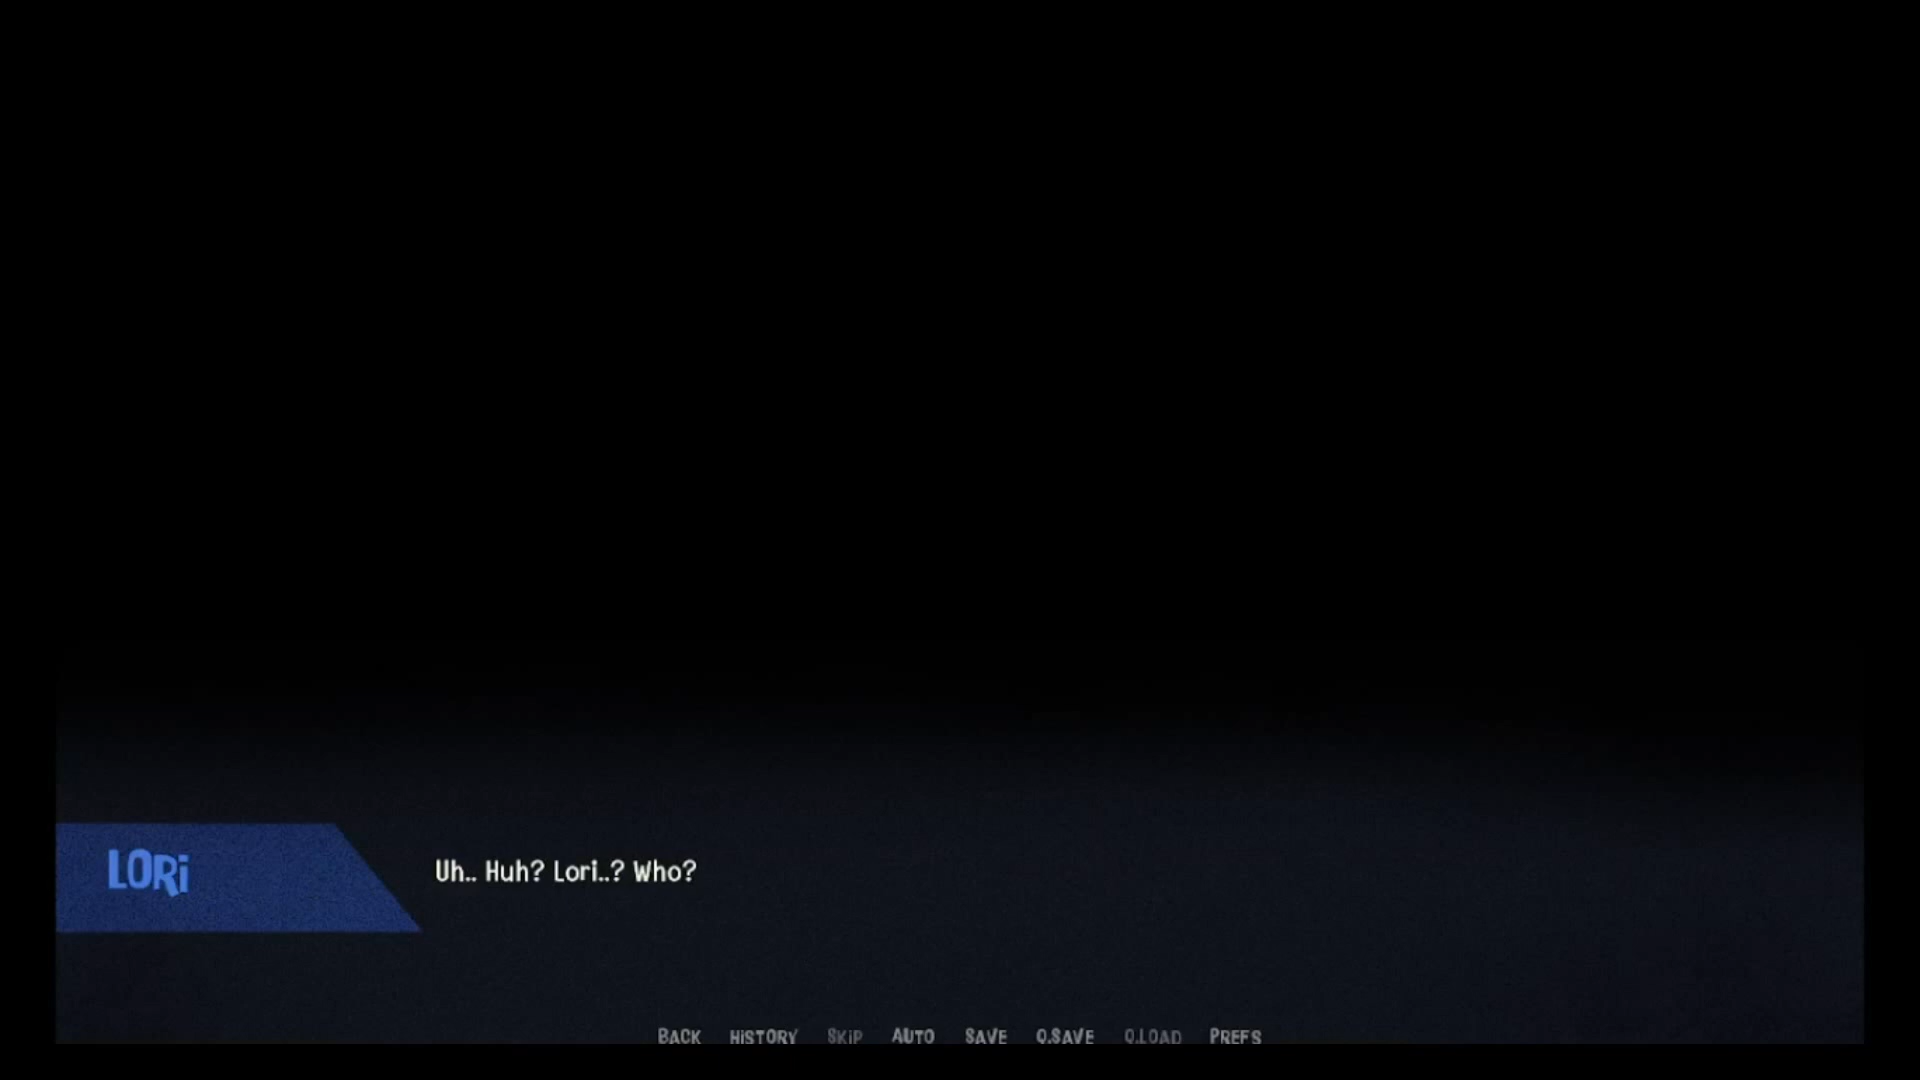 LORi
Uh.. Huh? Lori..? Who?
BACK HiSTORY SKiP AUTO SAVE Q.SAVE Q.LOAD PREFS